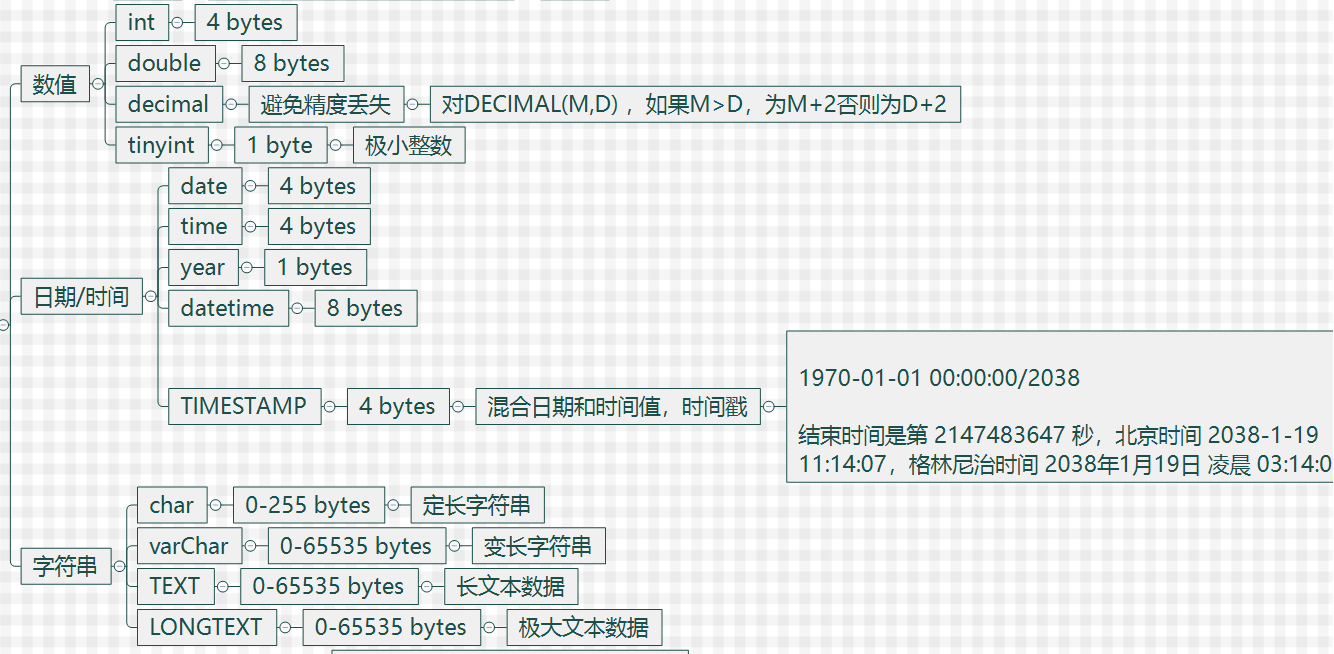 数值
int
4 bytes
double
8 bytes
decimal
避免精度丢失
对DECIMAL(M,D) ，如果M>D，为M+2否则为D+2
tinyint
1 byte
极小整数
日期/时间
date
4 bytes
time
4 bytes
year
1 bytes
datetime
8 bytes
TIMESTAMP
4 bytes
混合日期和时间值，时间戳
1970-01-01 00:00:00/2038
结束时间是第 2147483647 秒，北京时间 2038-1-19
11:14:07，格林尼治时间 2038年1月19日 凌晨 03:14:0
字符串
char
0-255 bytes
定长字符串
varChar
0-65535 bytes
变长字符串
TEXT
0-65535 bytes
长文本数据
LONGTEXT
0-65535 bytes
极大文本数据